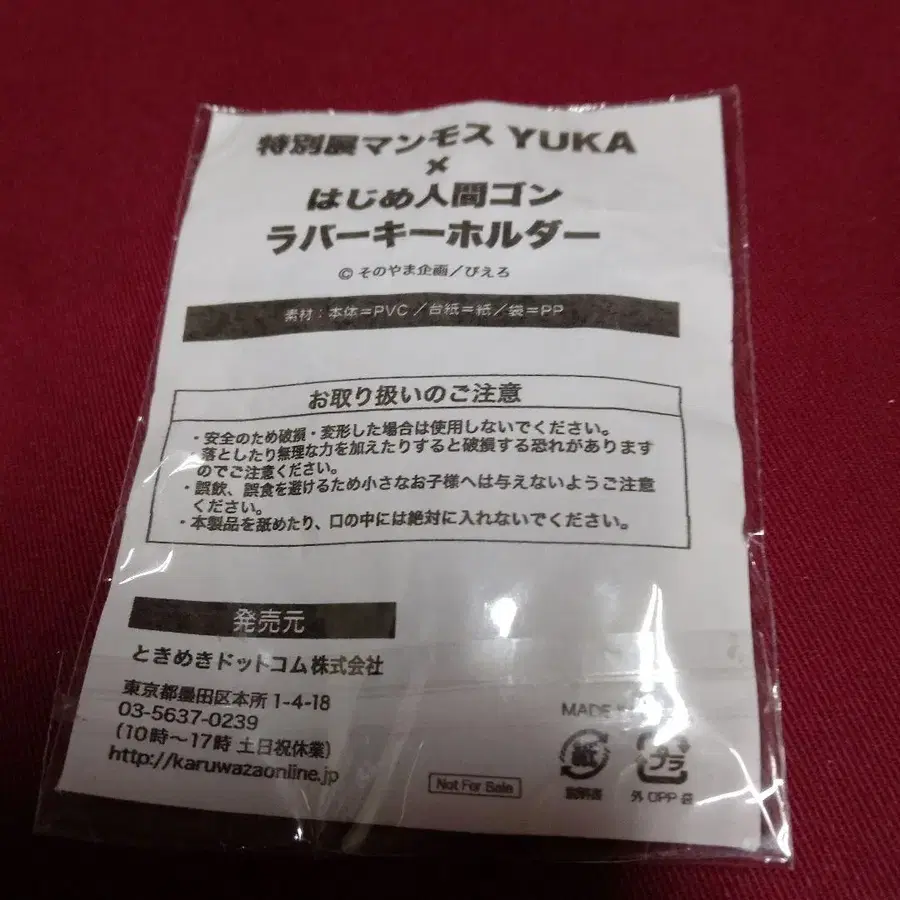 特別展マンモス YUKA
×
はじめ人間ゴン
ラバーキーホルダー
© そのやま企画/ぴえろ
素材:本体=PVC/台紙=紙/袋=PP
お取り扱いのご注意
・安全のため破損・変形した場合は使用しないでください。
・落としたり無理な力を加えたりすると破損する恐れがあります
のでご注意ください。
・誤飲、誤食を避けるため小さなお子様へは与えないようご注意
ください。
・本製品を舐めたり、口の中には絶対に入れないでください。
発売元
ときめきドットコム株式会社
東京都墨田区本所1-4-18
03-5637-0239
(10時〜17時 土日祝休業)
http://karuwazaonline.jp
MADE
Not For Sale
紙
説明書
プラ
外 OPP 袋